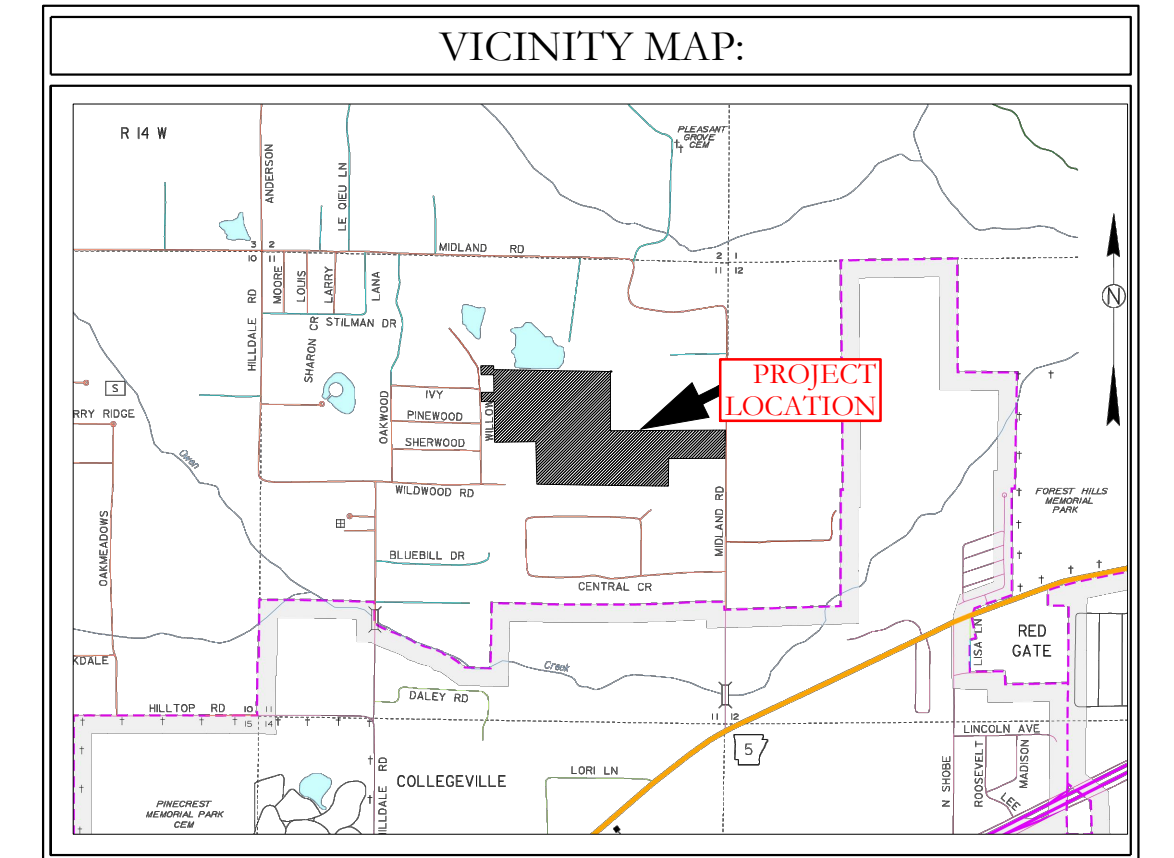 VICINITY MAP:
R 14 W
PLEASANT
GROVE
CEM
ANDERSON
LE QIEU LN
3 2
10 11
MIDLAND RD
2 1
11 12
HILLDALE RD
MOORE
LOUIS
LARRY
LANA
STILMAN DR
SHARON CR
N
PROJECT
LOCATION
S
RRY RIDGE
OAKWOOD
IVY
PINEWOOD
SHERWOOD
WILLOW
WILDWOOD RD
Owen
OAKMEADOWS
MIDLAND RD
FOREST HILLS
MEMORIAL
PARK
BLUEBILL DR
CENTRAL CR
LISA LN
RED
GATE
KDALE
Creek
DALEY RD
HILLTOP RD
10 11
15 14
11 12
5
LINCOLN AVE
COLLEGEVILLE
LORI LN
ILLDALE RD
N SHOBE
ROOSEVELT
MADISON
LEE
PINECREST
MEMORIAL PARK
CEM